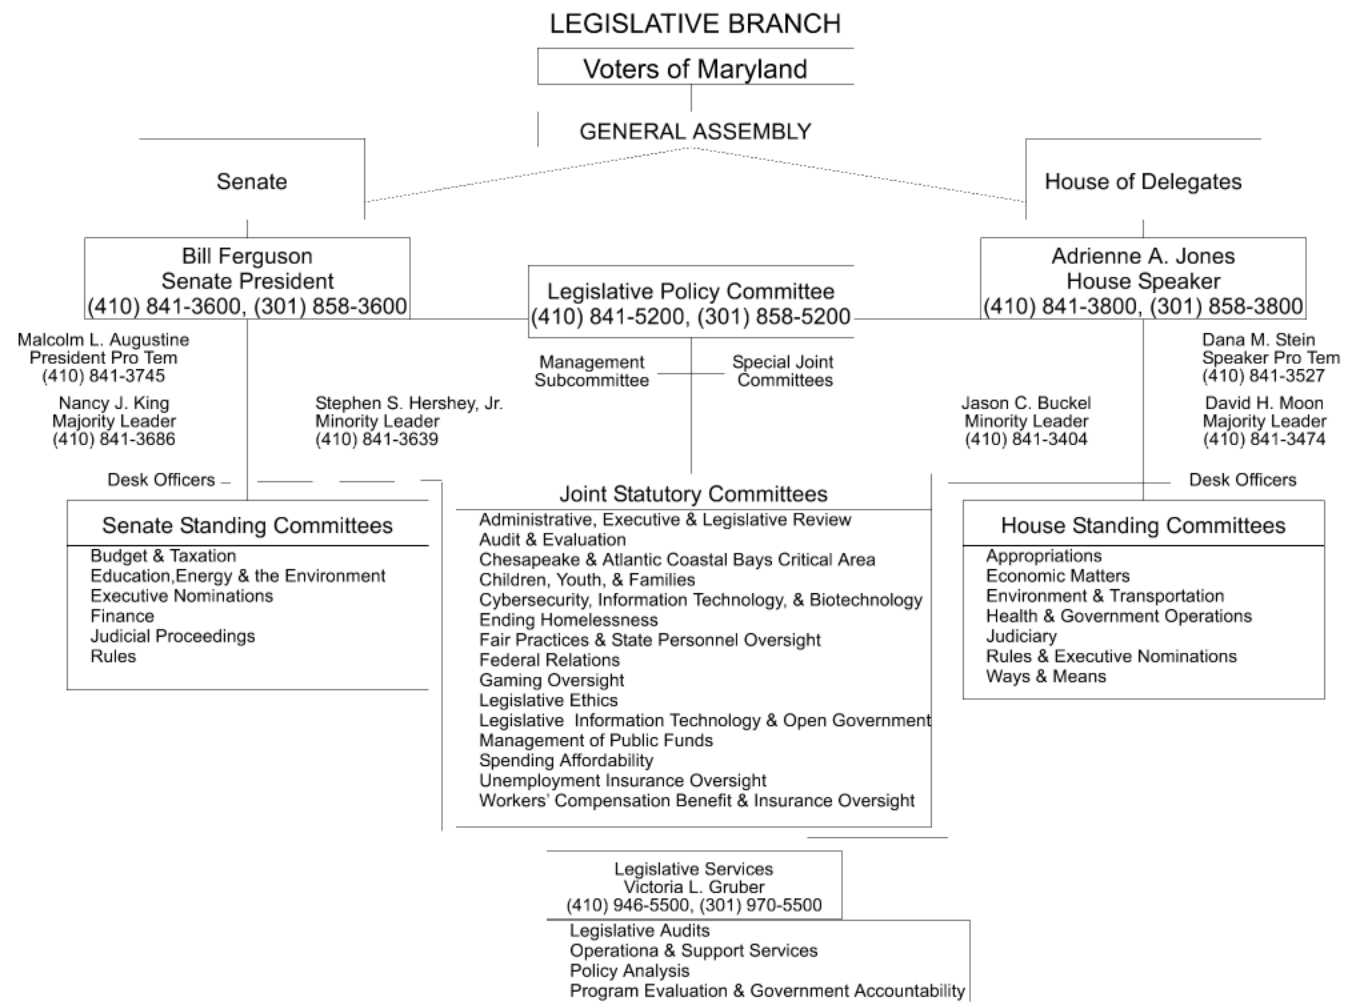 LEGISLATIVE BRANCH
Voters of Maryland
GENERAL ASSEMBLY
Senate
House of Delegates
Bill Ferguson
Senate President
(410) 841-3600, (301) 858-3600
Adrienne A. Jones
House Speaker
(410) 841-3800, (301) 858-3800
Legislative Policy Committee
(410) 841-5200, (301) 858-5200
Malcolm L. Augustine
President Pro Tem
(410) 841-3745
Nancy J. King
Majority Leader
(410) 841-3686
Stephen S. Hershey, Jr.
Minority Leader
(410) 841-3639
Management
Subcommittee
Special Joint
Committees
Dana M. Stein
Speaker Pro Tem
(410) 841-3527
Jason C. Buckel
Minority Leader
(410) 841-3404
David H. Moon
Majority Leader
(410) 841-3474
Desk Officers
Desk Officers
Senate Standing Committees
Budget & Taxation
Education,Energy & the Environment
Executive Nominations
Finance
Judicial Proceedings
Rules
Joint Statutory Committees
Administrative, Executive & Legislative Review
Audit & Evaluation
Chesapeake & Atlantic Coastal Bays Critical Area
Children, Youth, & Families
Cybersecurity, Information Technology, & Biotechnology
Ending Homelessness
Fair Practices & State Personnel Oversight
Federal Relations
Gaming Oversight
Legislative Ethics
Legislative  Information Technology & Open Government
Management of Public Funds
Spending Affordability
Unemployment Insurance Oversight
Workers' Compensation Benefit & Insurance Oversight
House Standing Committees
Appropriations
Economic Matters
Environment & Transportation
Health & Government Operations
Judiciary
Rules & Executive Nominations
Ways & Means
Legislative Services
Victoria L. Gruber
(410) 946-5500, (301) 970-5500
Legislative Audits
Operationa & Support Services
Policy Analysis
Program Evaluation & Government Accountability